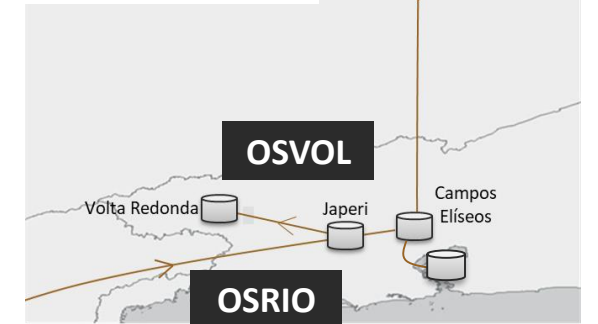 OSVOL
Volta Redonda
Japeri
Campos
Elíseos
OSRIO